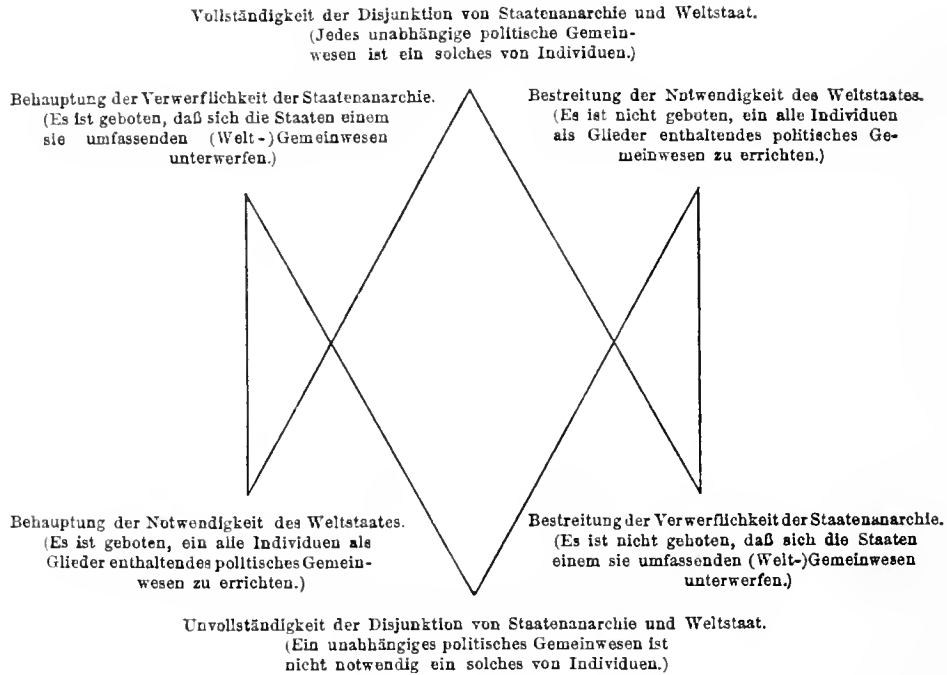 Vollständigkeit der Disjunktion von Staatenanarchie und Weltstaat.
(Jedes unabhängige politische Gemein-
wesen ist ein solches von Individuen.)
Behauptung der Verwerflichkeit der Staatenanarchie.
(Es ist geboten, daß sich die Staaten einem
sie umfassenden (Welt-)Gemeinwesen
unterwerfen.)
Bestreitung der Notwendigkeit des Weltstaates.
(Es ist nicht geboten, ein alle Individuen
als Glieder enthaltendes politisches Ge-
meinwesen zu errichten.)
Behauptung der Notwendigkeit des Weltstaates.
(Es ist geboten, ein alle Individuen als
Glieder enthaltendes politisches Gemein-
wesen zu errichten.)
Bestreitung der Verwerflichkeit der Staatenanarchie.
(Es ist nicht geboten, daß sich die Staaten
einem sie umfassenden (Welt-)Gemeinwesen
unterwerfen.)
Unvollständigkeit der Disjunktion von Staatenanarchie und Weltstaat.
(Ein unabhängiges politisches Gemeinwesen ist
nicht notwendig ein solches von Individuen.)